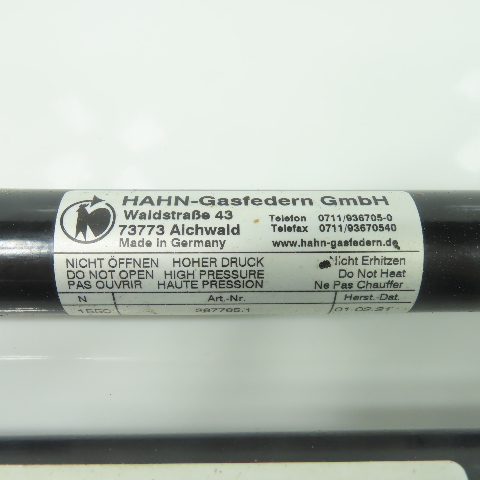 HAHN-Gasfedern GmbH
Waldstraße 43 Telefon 0711/936705-0
73773 Aichwald Telefax 0711/93670540
Made in Germany www.hahn-gasfedern.de
NICHT ÖFFNEN HOHER DRUCK Nicht Erhitzen
DO NOT OPEN HIGH PRESSURE Do Not Heat
PAS OUVRIR HAUTE PRESSION Ne Pas Chauffer
N Art.-Nr. Herst.-Dat.